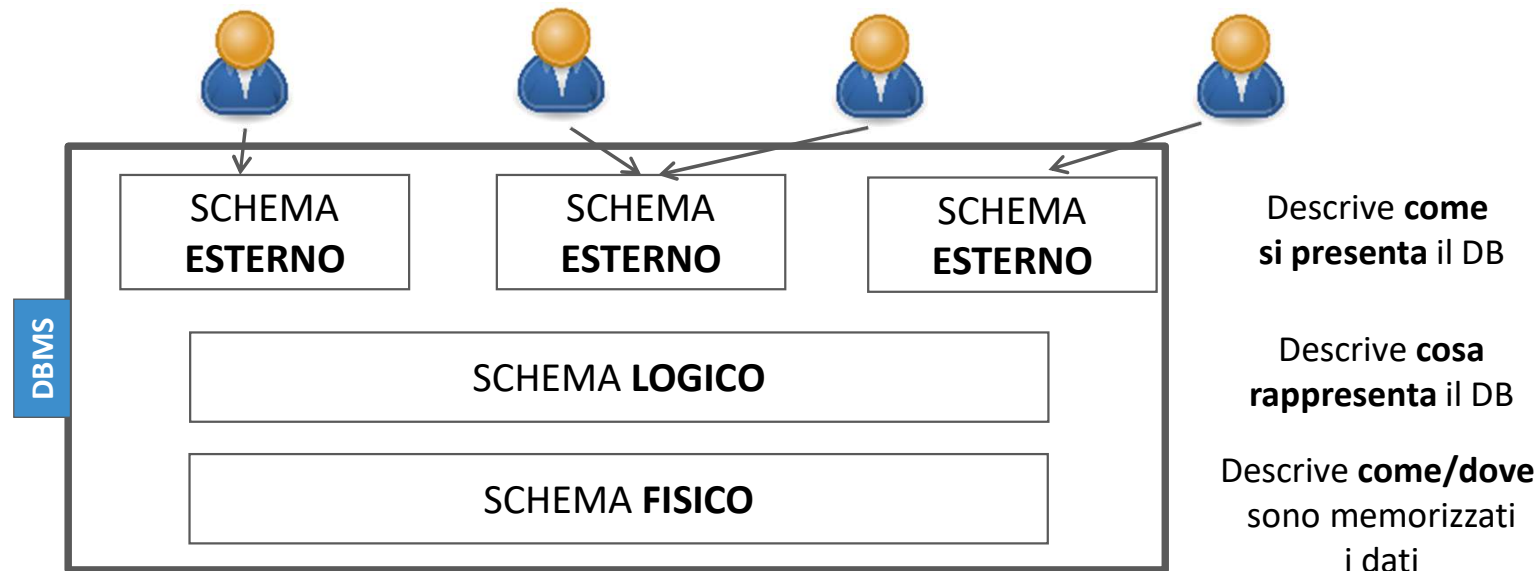 SCHEMA
ESTERNO
SCHEMA
ESTERNO
SCHEMA
ESTERNO
Descrive come
si presenta il DB
DBMS
SCHEMA LOGICO
Descrive cosa
rappresenta il DB
SCHEMA FISICO
Descrive come/dove
sono memorizzati
i dati